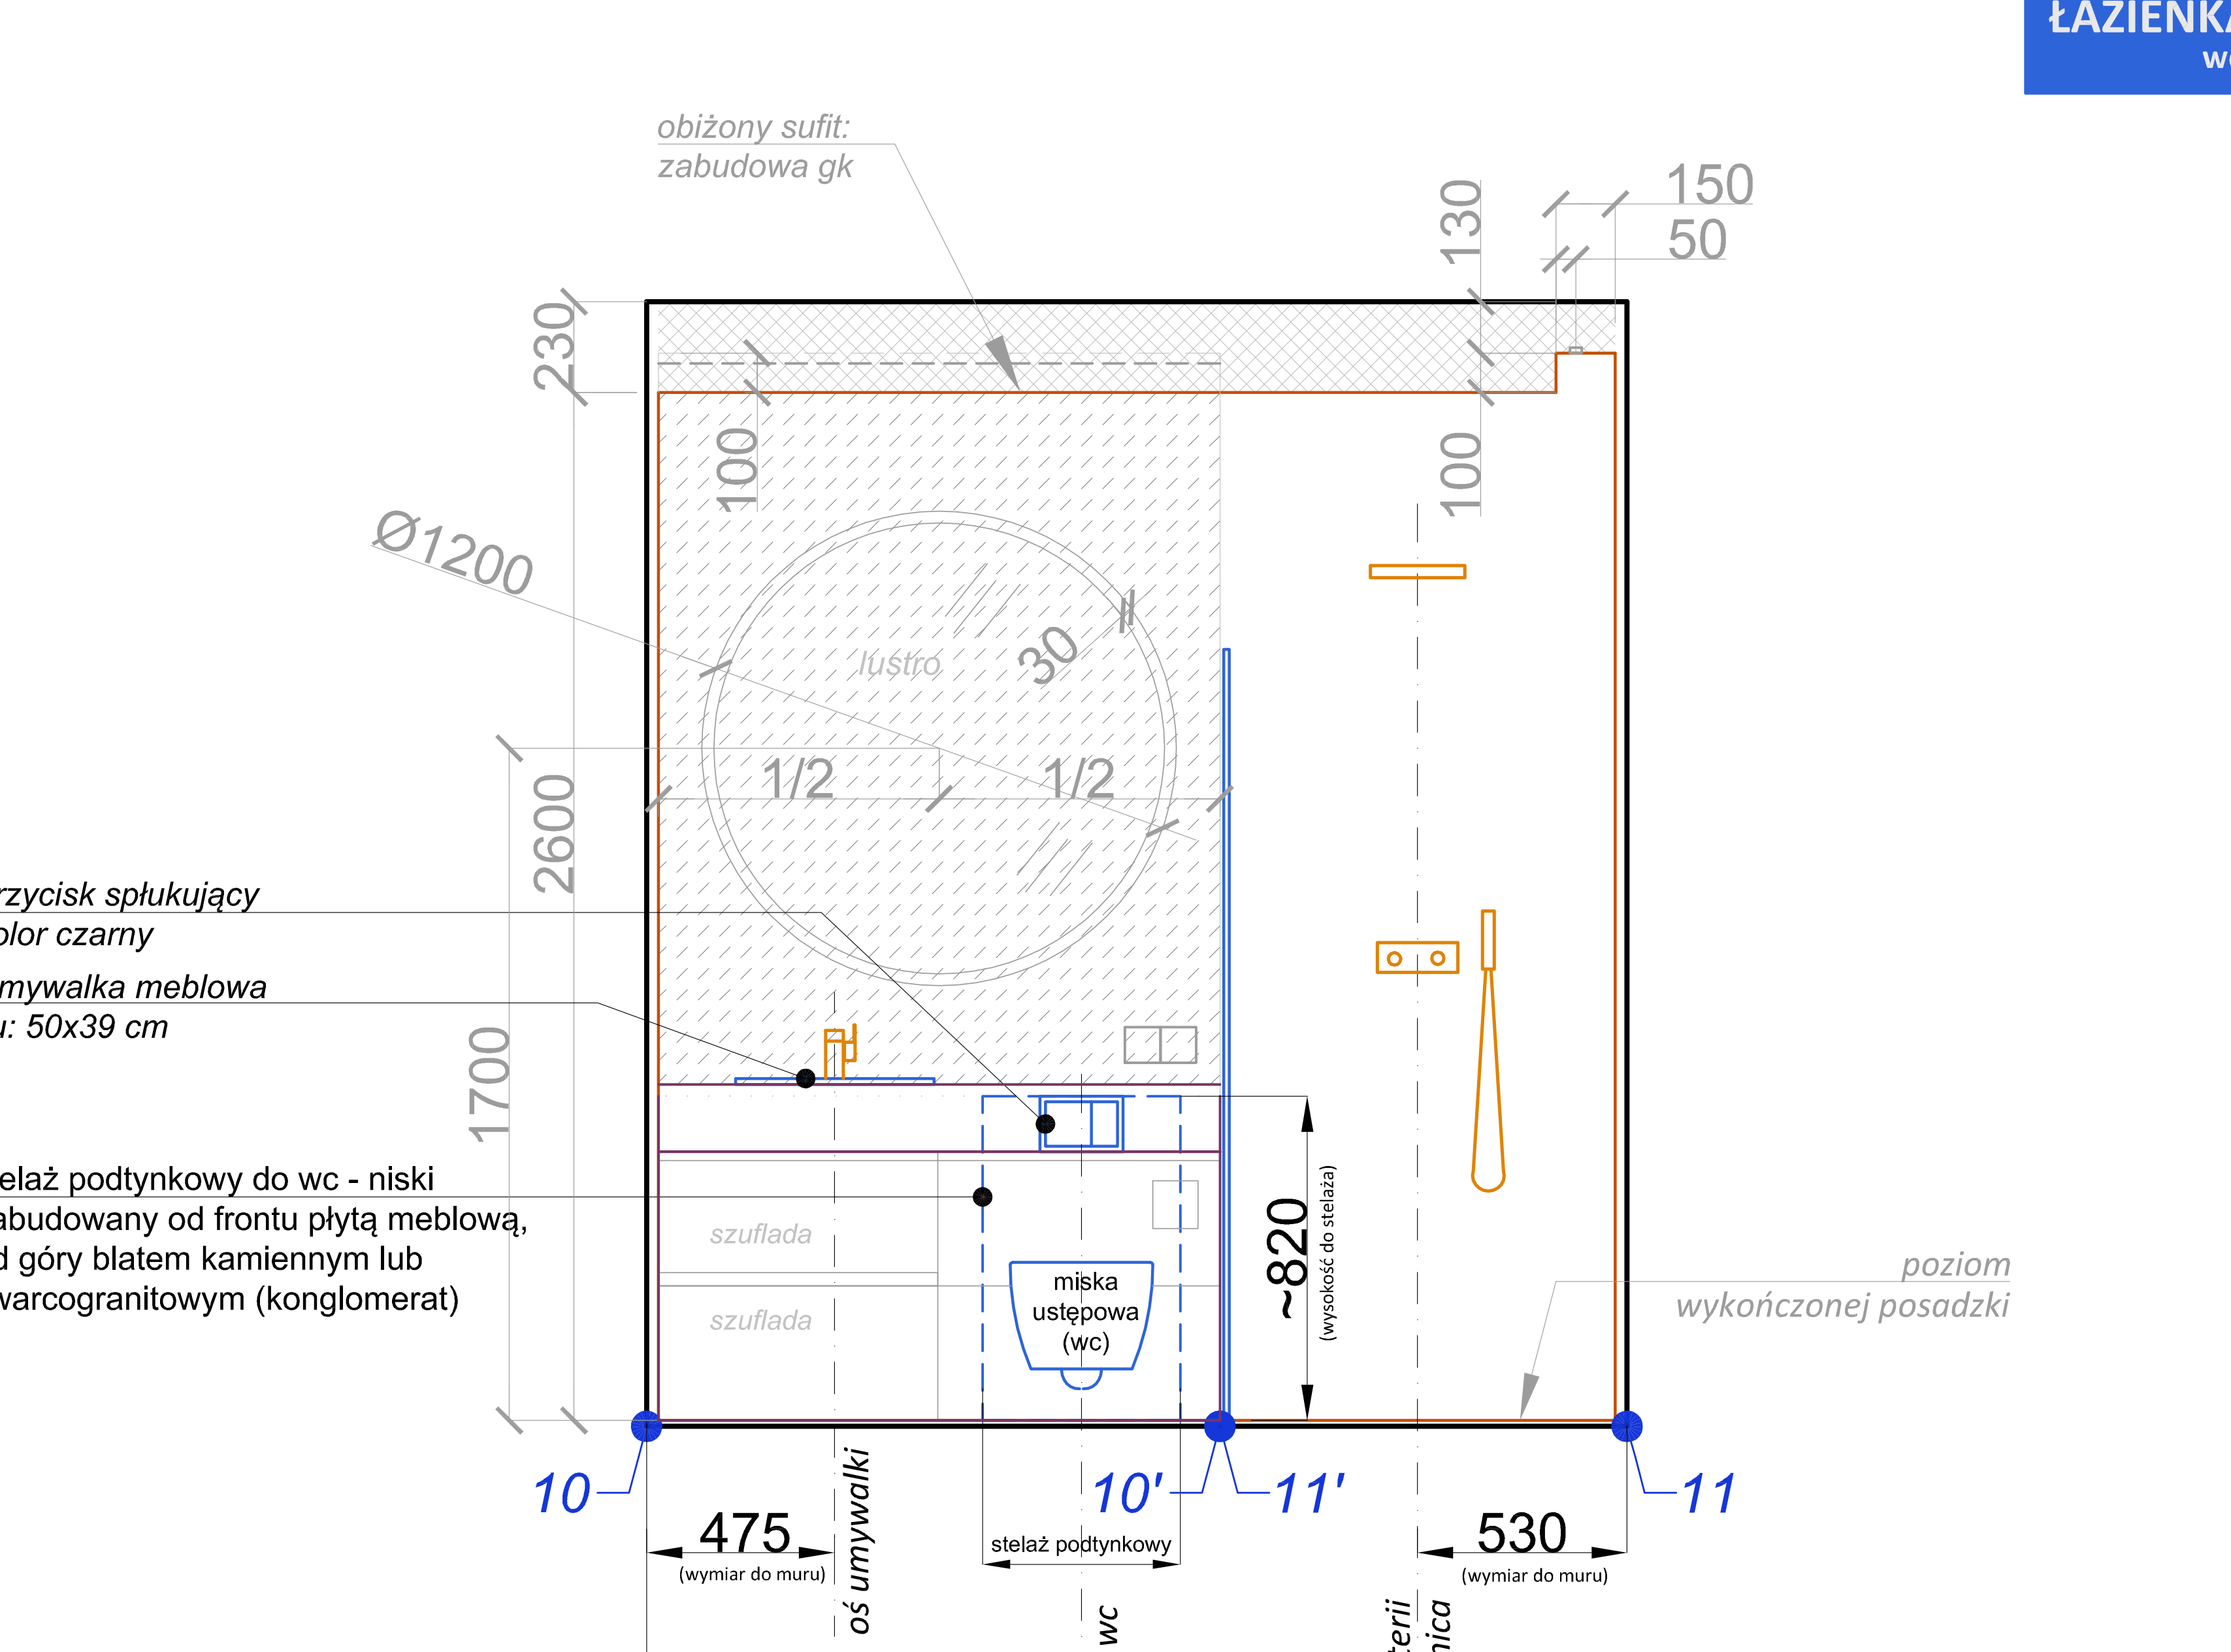 ŁAZIENKA
obiżony sufit:
zabudowa gk
150
50
130
230
100
100
Ø1200
30
lustro
1/2
1/2
2600
1700
rzycisk spłukujący
olor czarny
mywalka meblowa
u: 50x39 cm
elaż podtynkowy do wc - niski
abudowany od frontu płytą meblową,
d góry blatem kamiennym lub
warcogranitowym (konglomerat)
szuflada
szuflada
miska
ustępowa
(wc)
~820
(wysokość do stelaża)
poziom
wykończonej posadzki
10
10'
11'
11
475
(wymiar do muru)
oś umywalki
stelaż podtynkowy
wc
530
(wymiar do muru)
terii
nica